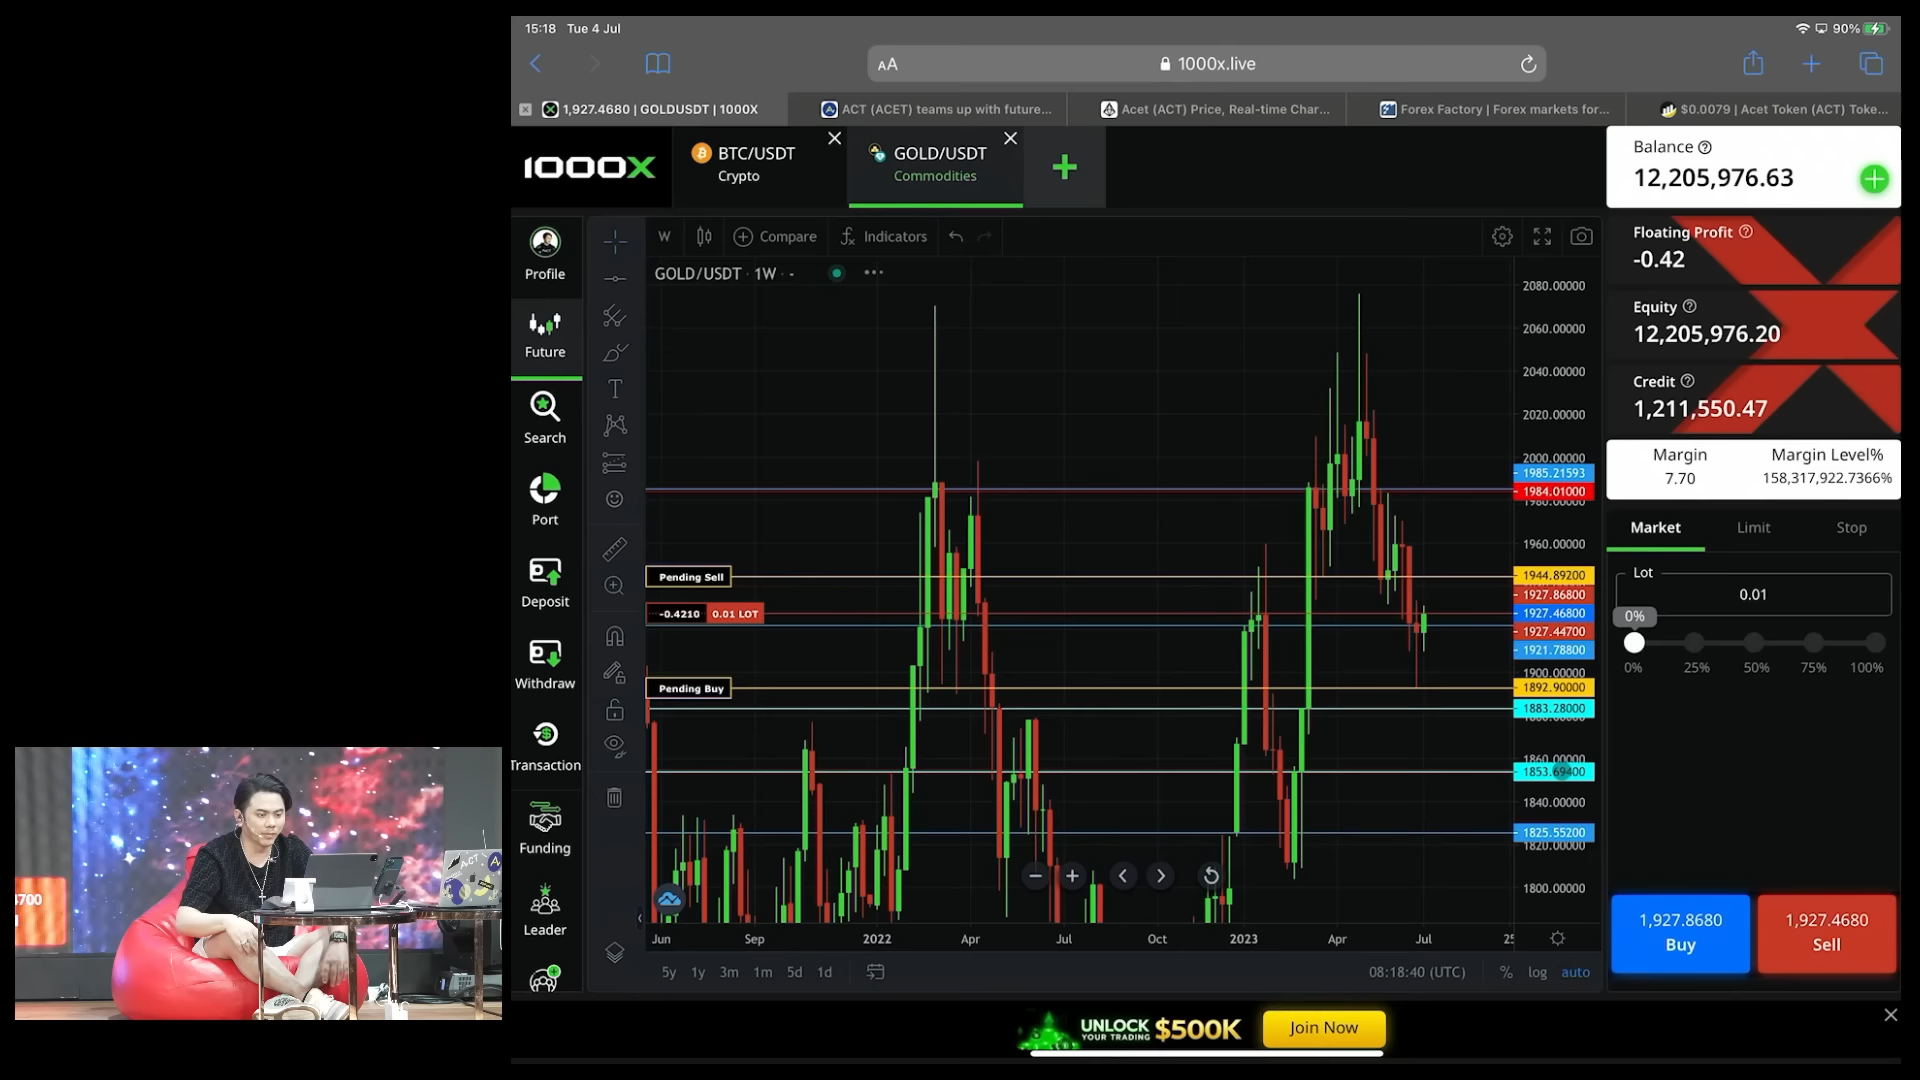 15:18 Tue 4 Jul
90%
AA
1000x.live
1,927.4680 | GOLDUSDT | 1000X
ACT (ACET) teams up with future...
Acet (ACT) Price, Real-time Char...
Forex Factory | Forex markets for...
$0.0079 | Acet Token (ACT) Toke...
1000X
BTC/USDT
Crypto
GOLD/USDT
Commodities
Balance
12,205,976.63
Floating Profit
-0.42
Equity
12,205,976.20
Credit
1,211,550.47
Margin
7.70
Margin Level%
158,317,922.7366%
Market
Limit
Stop
Lot
0.01
0%
0%
25%
50%
75%
100%
1,927.8680
Buy
1,927.4680
Sell
Profile
Future
Search
Port
Deposit
Withdraw
Transaction
Funding
Leader
W
Compare
Indicators
GOLD/USDT · 1W · -
2080.00000
2060.00000
2040.00000
2020.00000
2000.00000
1985.21593
1984.01000
1980.00000
1960.00000
1944.89200
1927.86800
1927.46800
1927.44700
1921.78800
1900.00000
1892.90000
1883.28000
1860.00000
1853.69400
1840.00000
1825.55200
1820.00000
1800.00000
Pending Sell
-0.4210 0.01 LOT
Pending Buy
Jun
Sep
2022
Apr
Jul
Oct
2023
Apr
Jul
25
5y
1y
3m
1m
5d
1d
08:18:40 (UTC)
%
log
auto
UNLOCK
YOUR TRADING
$500K
Join Now
4700
ACT